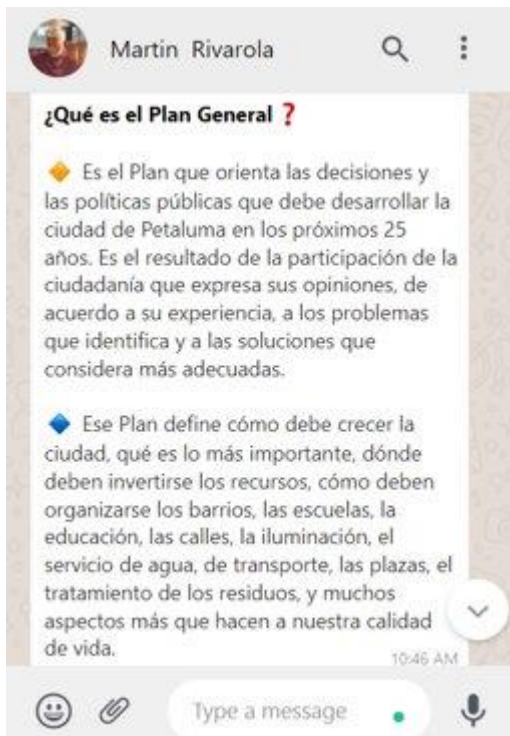 Martin Rivarola
¿Qué es el Plan General ❓
🔶 Es el Plan que orienta las decisiones y
las políticas públicas que debe desarrollar la
ciudad de Petaluma en los próximos 25
años. Es el resultado de la participación de la
ciudadanía que expresa sus opiniones, de
acuerdo a su experiencia, a los problemas
que identifica y a las soluciones que
considera más adecuadas.
🔷 Ese Plan define cómo debe crecer la
ciudad, qué es lo más importante, dónde
deben invertirse los recursos, cómo deben
organizarse los barrios, las escuelas, la
educación, las calles, la iluminación, el
servicio de agua, de transporte, las plazas, el
tratamiento de los residuos, y muchos
aspectos más que hacen a nuestra calidad
de vida.
10:46 AM
Type a message